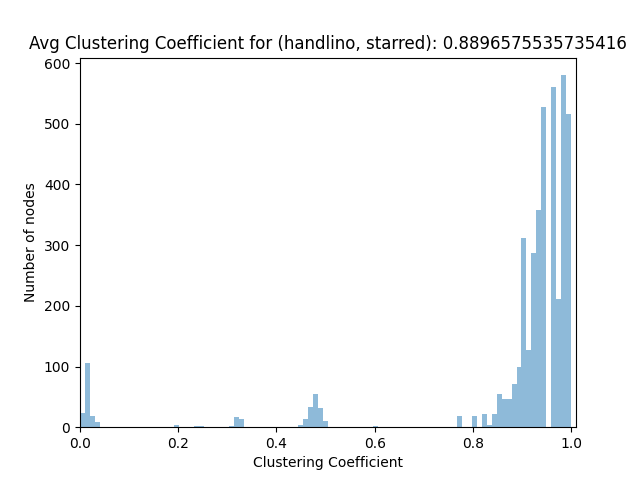 Avg Clustering Coefficient for (handlino, starred): 0.8896575535735416
600
500
400
300
200
100
0
Number of nodes
0.0 0.2 0.4 0.6 0.8 1.0
Clustering Coefficient